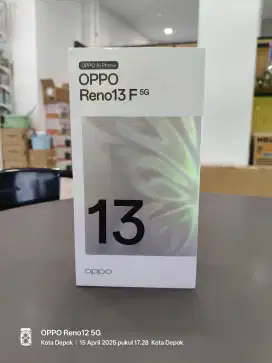 OPPO AI Phone
OPPO
Reno13 F 5G
13
oppo
OPPO Reno12 5G
Kota Depok | 15 April 2025 pukul 17.28 Kota Depok